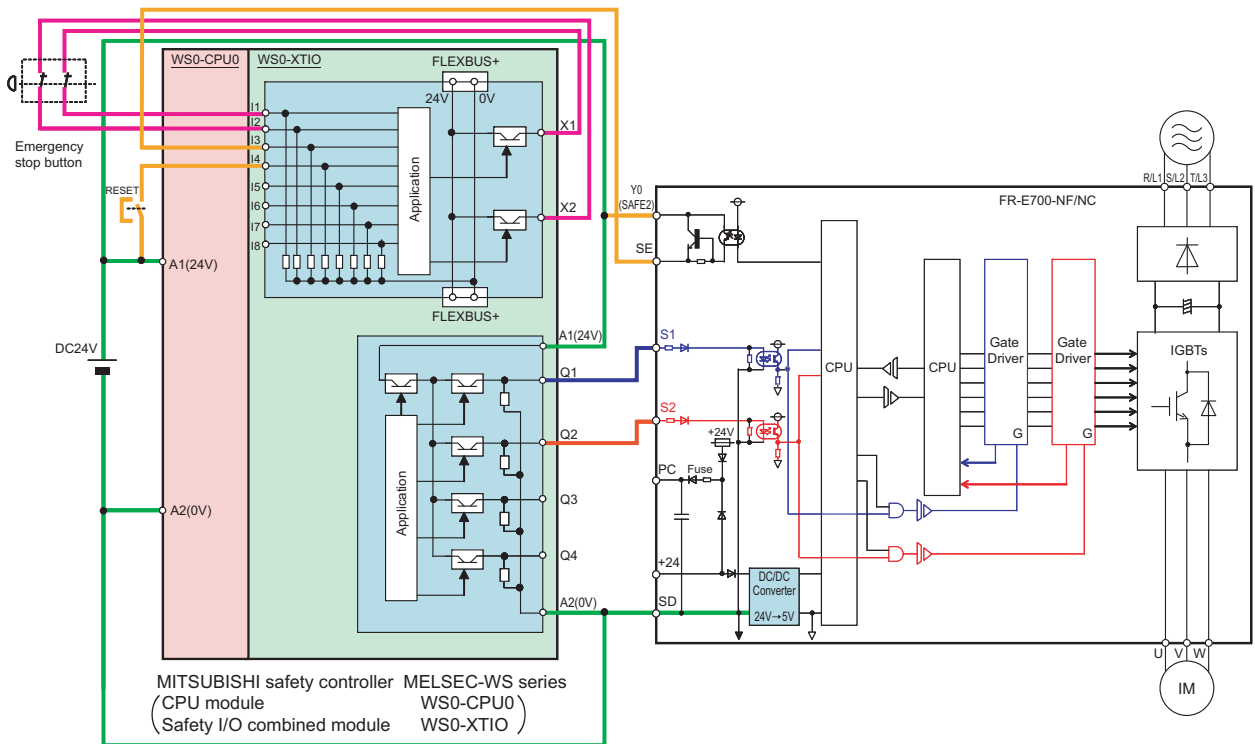 WS0-CPU0
WS0-XTIO
FLEXBUS+
24V
0V
I1
I2
I3
I4
I5
I6
I7
I8
Application
X1
X2
FLEXBUS+
Emergency
stop button
RESET
A1(24V)
DC24V
A2(0V)
A1(24V)
Q1
Q2
Q3
Q4
A2(0V)
Application
MITSUBISHI safety controller MELSEC-WS series
(CPU module WS0-CPU0
Safety I/O combined module WS0-XTIO)
Y0
(SAFE2)
SE
S1
S2
+24V
PC
Fuse
+24
SD
DC/DC
Converter
24V→5V
CPU
CPU
Gate
Driver
G
Gate
Driver
G
FR-E700-NF/NC
R/L1 S/L2 T/L3
IGBTs
U V W
IM